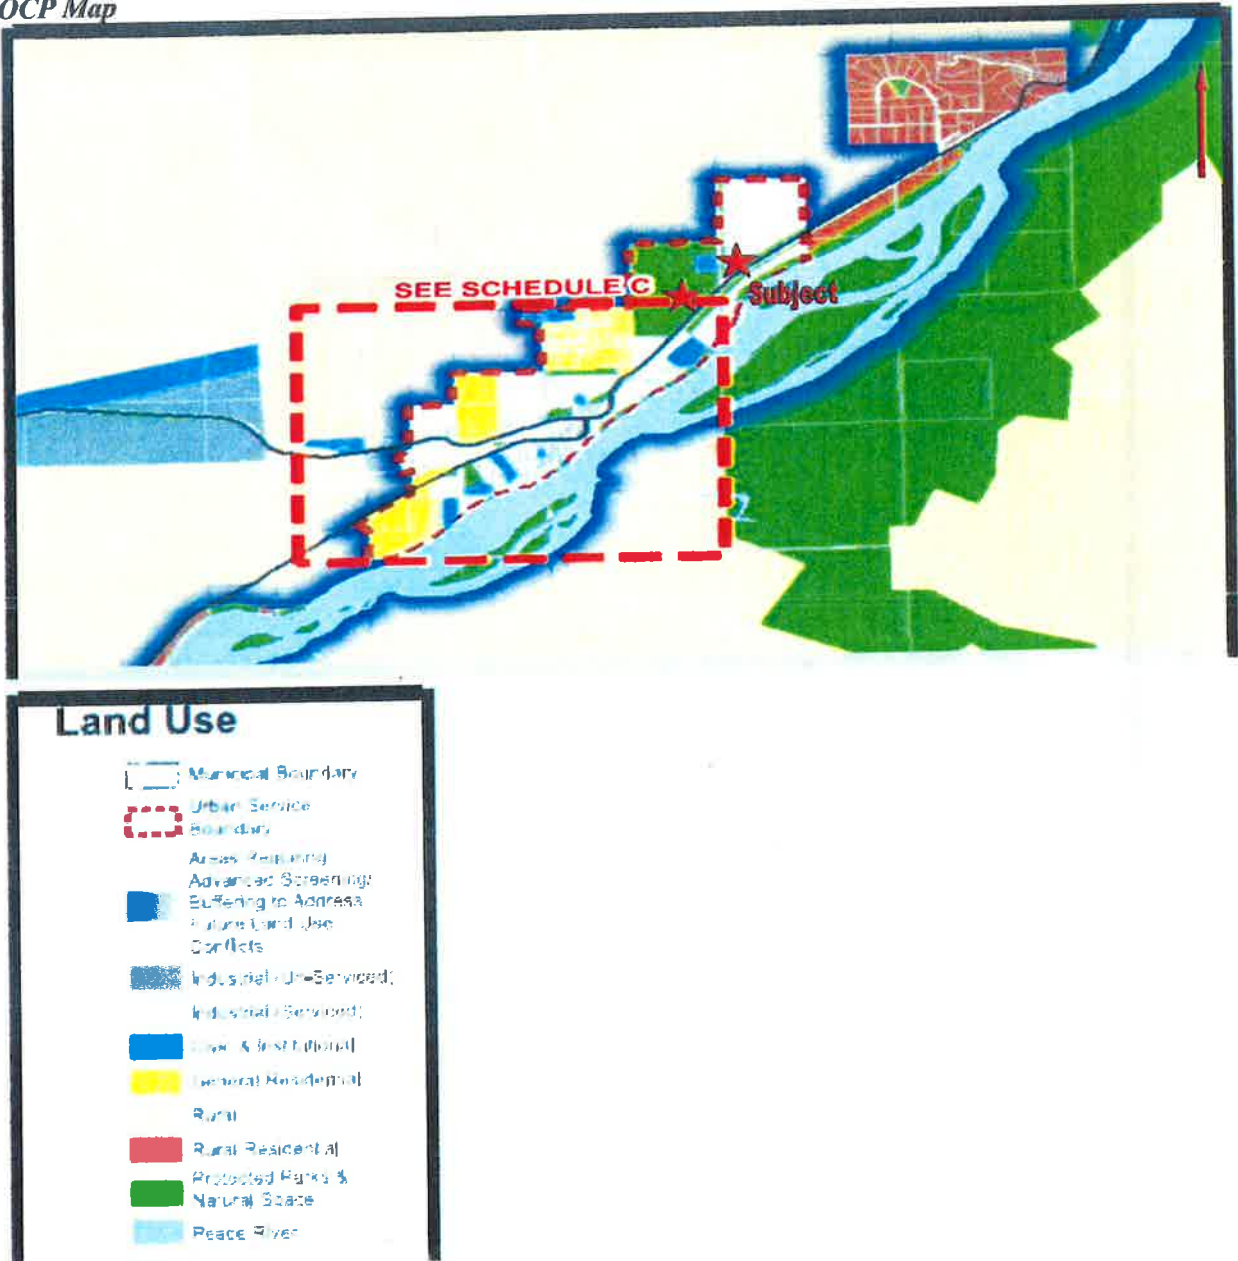 OCP Map
SEE SCHEDULE C
Subject
Land Use
Municipal Boundary
Urban Service
Boundary
Areas Requiring
Advanced Screening/
Buffering to Address
Future Land Use
Conflicts
Industrial (Un-Serviced)
Industrial (Serviced)
Civic & Institutional
General Residential
Rural
Rural Residential
Protected Parks &
Natural Space
Peace River